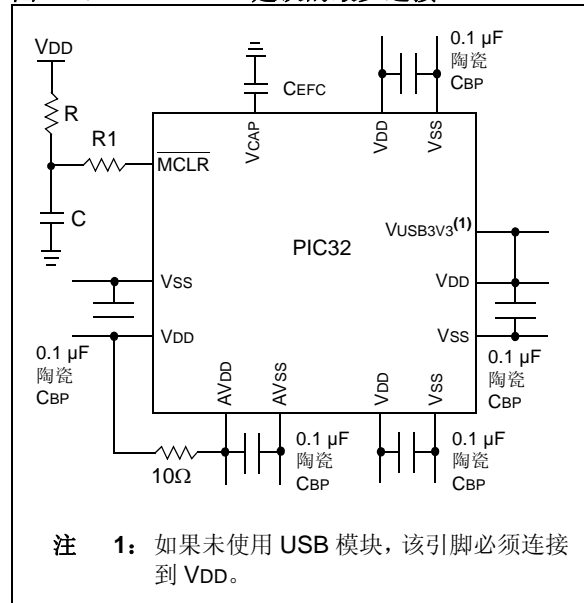 VDD
R
R1
C
CEFC
0.1 µF
陶瓷
CBP
VCAP
VDD
VSS
MCLR
VUSB3V3(1)
PIC32
VSS
VDD
VDD
VSS
0.1 µF
陶瓷
CBP
0.1 µF
陶瓷
CBP
AVDD
AVSS
VDD
VSS
10Ω
0.1 µF
陶瓷
CBP
0.1 µF
陶瓷
CBP
注 1: 如果未使用 USB 模块，该引脚必须连接
到 VDD。